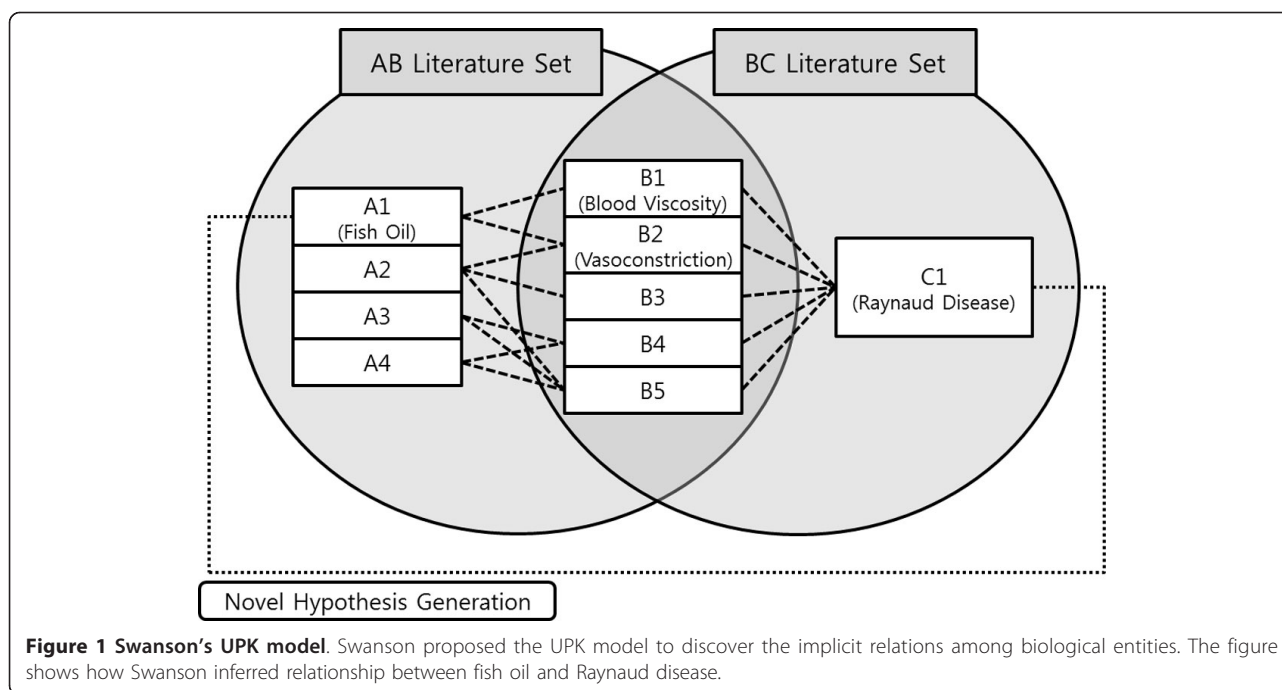 AB Literature Set
BC Literature Set
A1
(Fish Oil)
A2
A3
A4
B1
(Blood Viscosity)
B2
(Vasoconstriction)
B3
B4
B5
C1
(Raynaud Disease)
Novel Hypothesis Generation
Figure 1 Swanson's UPK model. Swanson proposed the UPK model to discover the implicit relations among biological entities. The figure
shows how Swanson inferred relationship between fish oil and Raynaud disease.